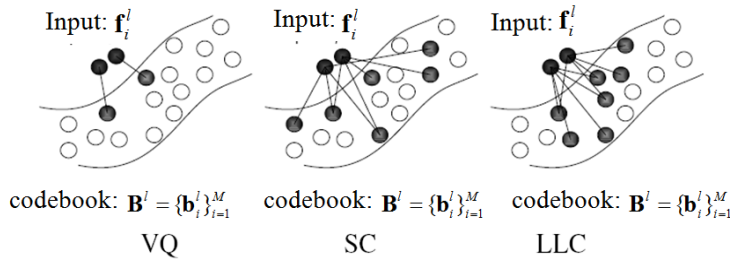 Input: f_i^l Input: f_i^l Input: f_i^l
codebook: B^l = {b_i^l}_{i=1}^M codebook: B^l = {b_i^l}_{i=1}^M codebook: B^l = {b_i^l}_{i=1}^M
VQ SC LLC